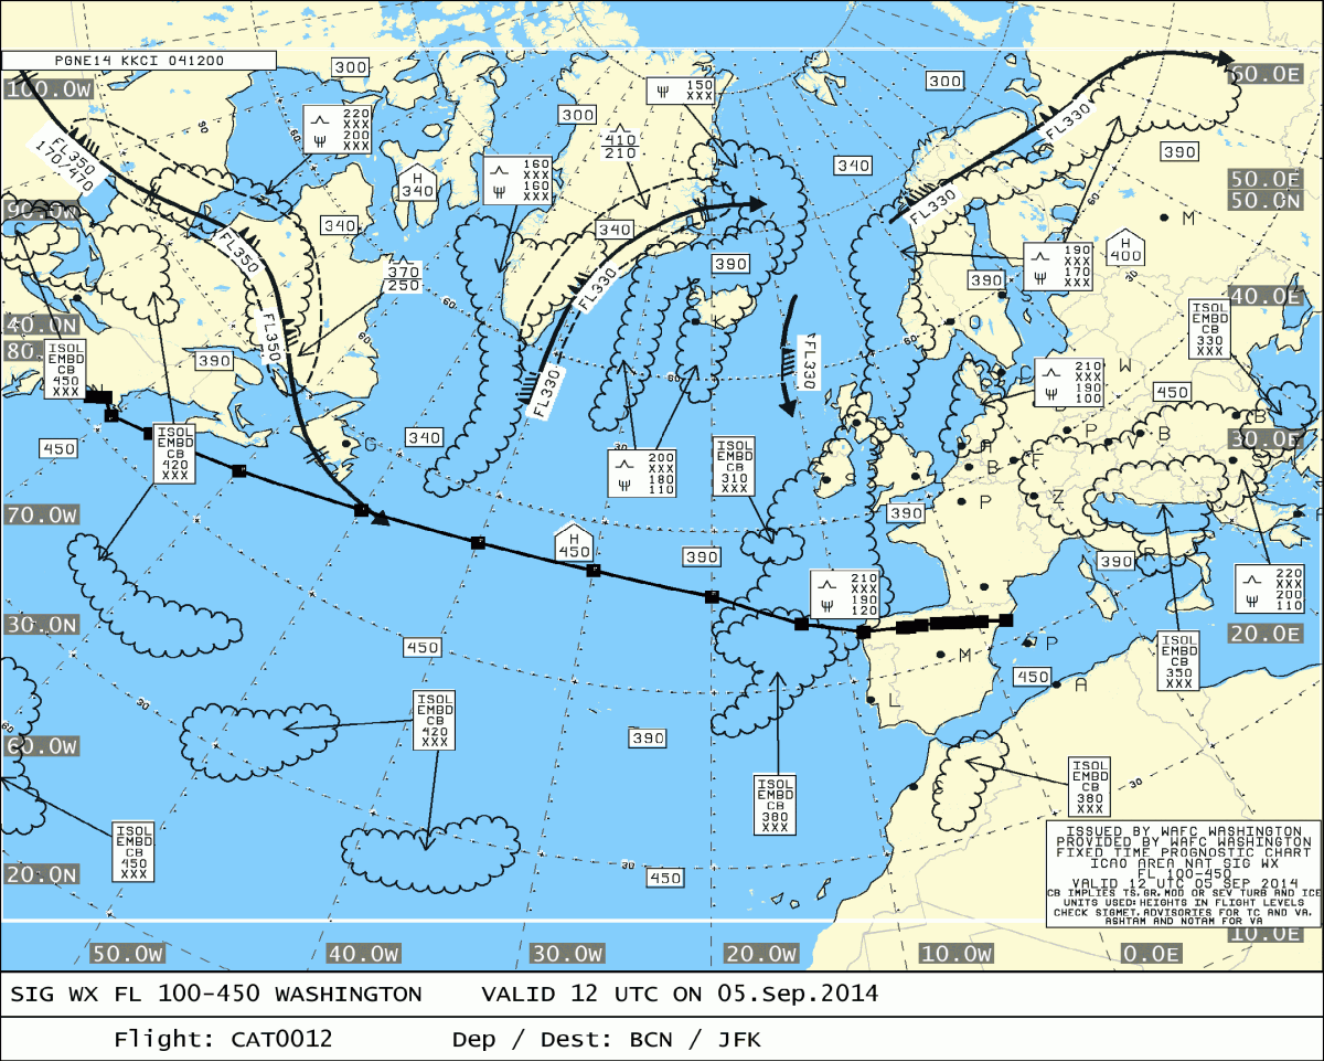 PGNE14 KKCI 041200
300
300
300
150
XXX
60.0E
100.0W
220
XXX
200
XXX
410
210
160
XXX
160
XXX
FL330
FL350
170/470
H
340
340
390
50.0E
50.0N
90.0W
FL330
340
340
390
M
H
400
190
XXX
170
XXX
FL350
370
250
FL330
390
40.0E
40.0N
80
FL350
K
O
ISOL
EMBD
CB
330
XXX
ISOL
EMBD
CB
450
XXX
390
FL330
FL330
210
XXX
190
100
W
450
450
G
340
P
V
B
B
30.0E
ISOL
EMBD
CB
420
XXX
200
XXX
180
110
ISOL
EMBD
CB
310
XXX
S
A
B
F
P
Z
70.0W
390
H
450
390
390
R
T
220
XXX
200
110
210
XXX
190
120
30.0N
20.0E
450
M
P
ISOL
EMBD
CB
350
XXX
450
A
L
30
60.0W
ISOL
EMBD
CB
420
XXX
390
ISOL
EMBD
CB
380
XXX
ISOL
EMBD
CB
380
XXX
30
ISOL
EMBD
CB
450
XXX
20.0N
30
450
ISSUED BY WAFC WASHINGTON
PROVIDED BY WAFC WASHINGTON
FIXED TIME PROGNOSTIC CHART
ICAO AREA NAT SIG WX
FL 100-450
VALID 12 UTC 05 SEP 2014
CB IMPLIES TS,GR,MOD OR SEV TURB AND ICE
UNITS USED:HEIGHTS IN FLIGHT LEVELS
CHECK SIGMET,ADVISORIES FOR TC AND VA,
ASHTAM AND NOTAM FOR VA
10.0E
50.0W
40.0W
30.0W
20.0W
10.0W
0.0E
SIG WX FL 100-450 WASHINGTON VALID 12 UTC ON 05.Sep.2014
Flight: CAT0012 Dep / Dest: BCN / JFK